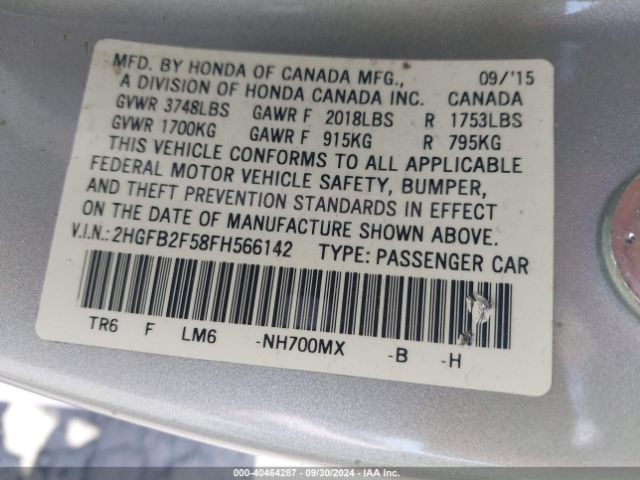 MFD. BY HONDA OF CANADA MFG., 09/'15
A DIVISION OF HONDA CANADA INC. CANADA
GVWR 3748LBS GAWR F 2018LBS R 1753LBS
GVWR 1700KG GAWR F 915KG R 795KG
THIS VEHICLE CONFORMS TO ALL APPLICABLE
FEDERAL MOTOR VEHICLE SAFETY, BUMPER,
AND THEFT PREVENTION STANDARDS IN EFFECT
ON THE DATE OF MANUFACTURE SHOWN ABOVE.
V.I.N.: 2HGFB2F58FH566142 TYPE: PASSENGER CAR
TR6 F LM6 -NH700MX -B -H
000-40464287 - 09/30/2024 - IAA Inc.